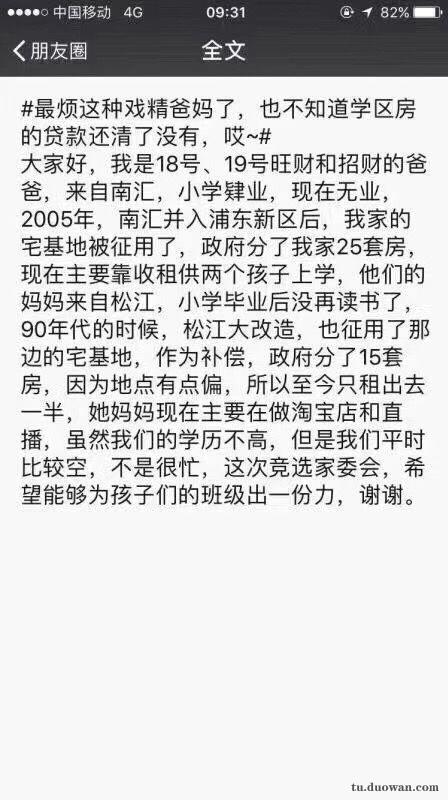 中国移动 4G 09:31 82%
朋友圈 全文
#最烦这种戏精爸妈了，也不知道学区房
的贷款还清了没有，哎~#
大家好，我是18号、19号旺财和招财的爸
爸，来自南汇，小学肄业，现在无业，
2005年，南汇并入浦东新区后，我家的
宅基地被征用了，政府分了我家25套房，
现在主要靠收租供两个孩子上学，他们的
妈妈来自松江，小学毕业后没再读书了，
90年代的时候，松江大改造，也征用了那
边的宅基地，作为补偿，政府分了15套
房，因为地点有点偏，所以至今只租出去
一半，她妈妈现在主要在做淘宝店和直
播，虽然我们的学历不高，但是我们平时
比较空，不是很忙，这次竞选家委会，希
望能够为孩子们的班级出一份力，谢谢。
tu.duowan.com